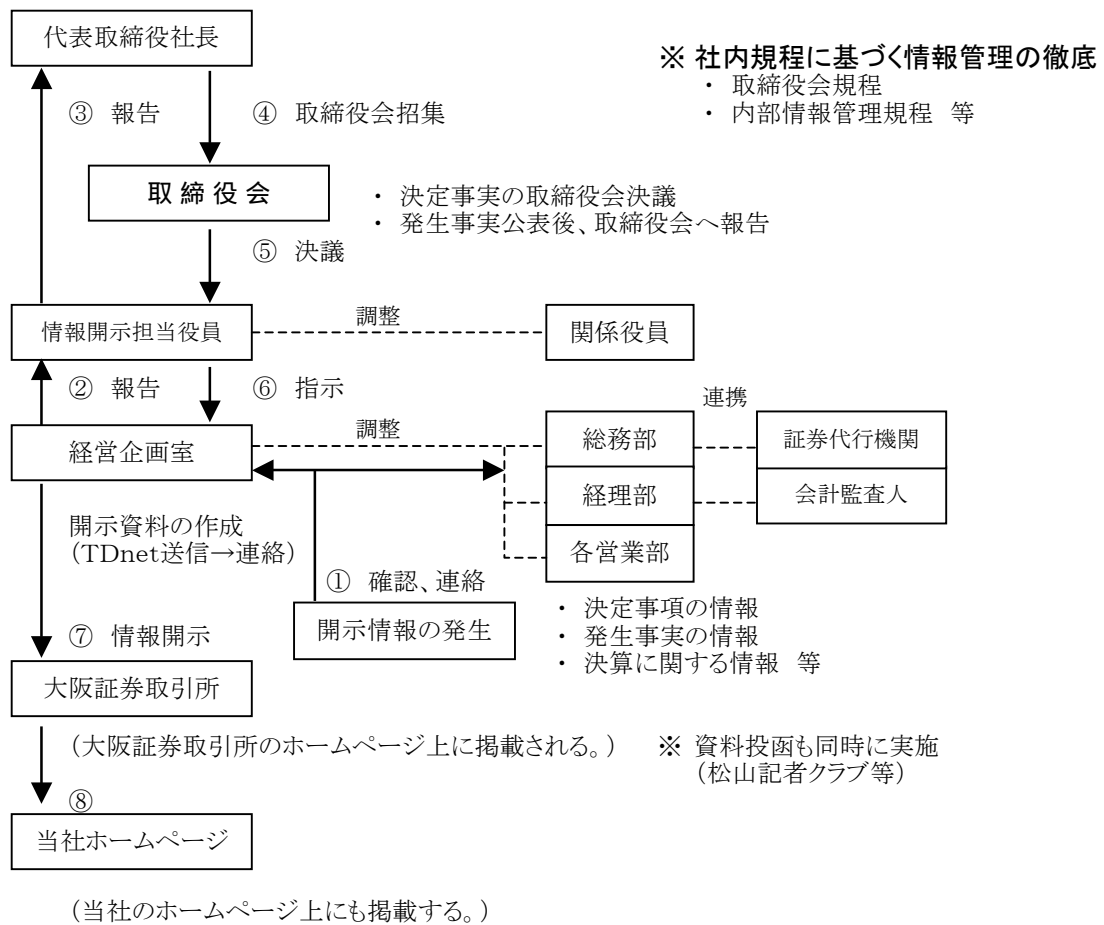 代表取締役社長
※ 社内規程に基づく情報管理の徹底
・ 取締役会規程
・ 内部情報管理規程 等
③ 報告
④ 取締役会招集
取 締 役 会
・ 決定事実の取締役会決議
・ 発生事実公表後、取締役会へ報告
⑤ 決議
情報開示担当役員
調整
関係役員
② 報告
⑥ 指示
連携
経営企画室
調整
総務部
証券代行機関
経理部
会計監査人
各営業部
開示資料の作成
(TDnet送信→連絡)
① 確認、連絡
開示情報の発生
・ 決定事項の情報
・ 発生事実の情報
・ 決算に関する情報 等
⑦ 情報開示
大阪証券取引所
(大阪証券取引所のホームページ上に掲載される。)
※ 資料投函も同時に実施
(松山記者クラブ等)
⑧
当社ホームページ
(当社のホームページ上にも掲載する。)